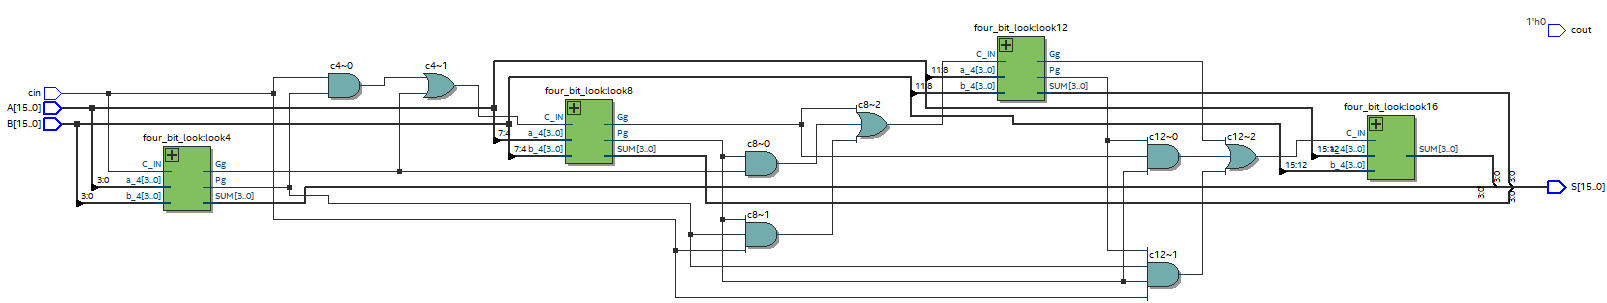 four_bit_look:look12
1'h0
cout
C_IN
a_4[3..0]
b_4[3..0]
Gg
Pg
SUM[3..0]
11:8
11:8
c4~0
c4~1
cin
A[15..0]
B[15..0]
four_bit_look:look8
C_IN
a_4[3..0]
b_4[3..0]
Gg
Pg
SUM[3..0]
7:4
7:4
c8~2
four_bit_look:look16
C_IN
a_4[3..0]
b_4[3..0]
SUM[3..0]
15:12
15:12
four_bit_look:look4
C_IN
a_4[3..0]
b_4[3..0]
Gg
Pg
SUM[3..0]
3:0
3:0
c8~0
c12~0
c12~2
3:0
3:0
3:0
3:0
S[15..0]
c8~1
c12~1